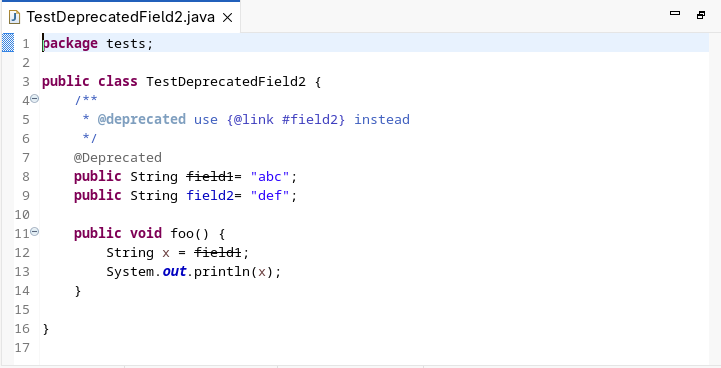 TestDeprecatedField2.java
1 package tests;
2
3 public class TestDeprecatedField2 {
4 /**
5 * @deprecated use {@link #field2} instead
6 */
7 @Deprecated
8 public String field1= "abc";
9 public String field2= "def";
10
11 public void foo() {
12 String x = field1;
13 System.out.println(x);
14 }
15
16 }
17